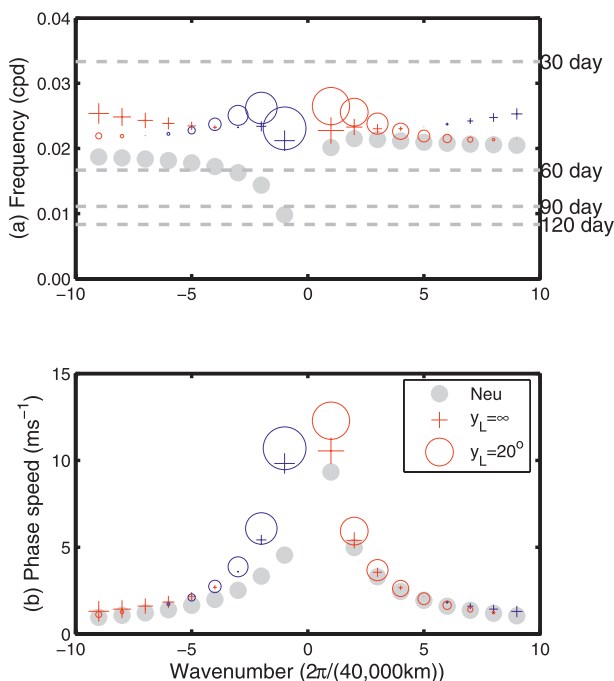 0.04
0.03
0.02
0.01
0.00
(a) Frequency (cpd)
30 day
60 day
90 day
120 day
−10 −5 0 5 10
15
10
5
0
(b) Phase speed (ms⁻¹)
Neu
y_L=∞
y_L=20°
−10 −5 0 5 10
Wavenumber (2π/(40,000km))